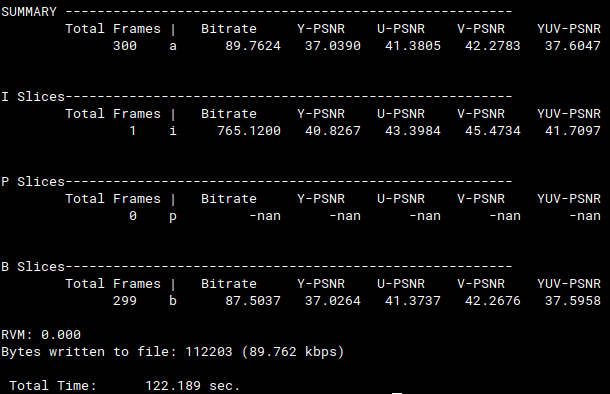 SUMMARY --------------------------------------------------------
        Total Frames |   Bitrate     Y-PSNR    U-PSNR    V-PSNR    YUV-PSNR
              300    a      89.7624   37.0390   41.3805   42.2783   37.6047
I Slices--------------------------------------------------------
        Total Frames |   Bitrate     Y-PSNR    U-PSNR    V-PSNR    YUV-PSNR
                1    i     765.1200   40.8267   43.3984   45.4734   41.7097
P Slices--------------------------------------------------------
        Total Frames |   Bitrate     Y-PSNR    U-PSNR    V-PSNR    YUV-PSNR
                0    p         -nan      -nan      -nan      -nan      -nan
B Slices--------------------------------------------------------
        Total Frames |   Bitrate     Y-PSNR    U-PSNR    V-PSNR    YUV-PSNR
              299    b      87.5037   37.0264   41.3737   42.2676   37.5958
RVM: 0.000
Bytes written to file: 112203 (89.762 kbps)
 Total Time:      122.189 sec.